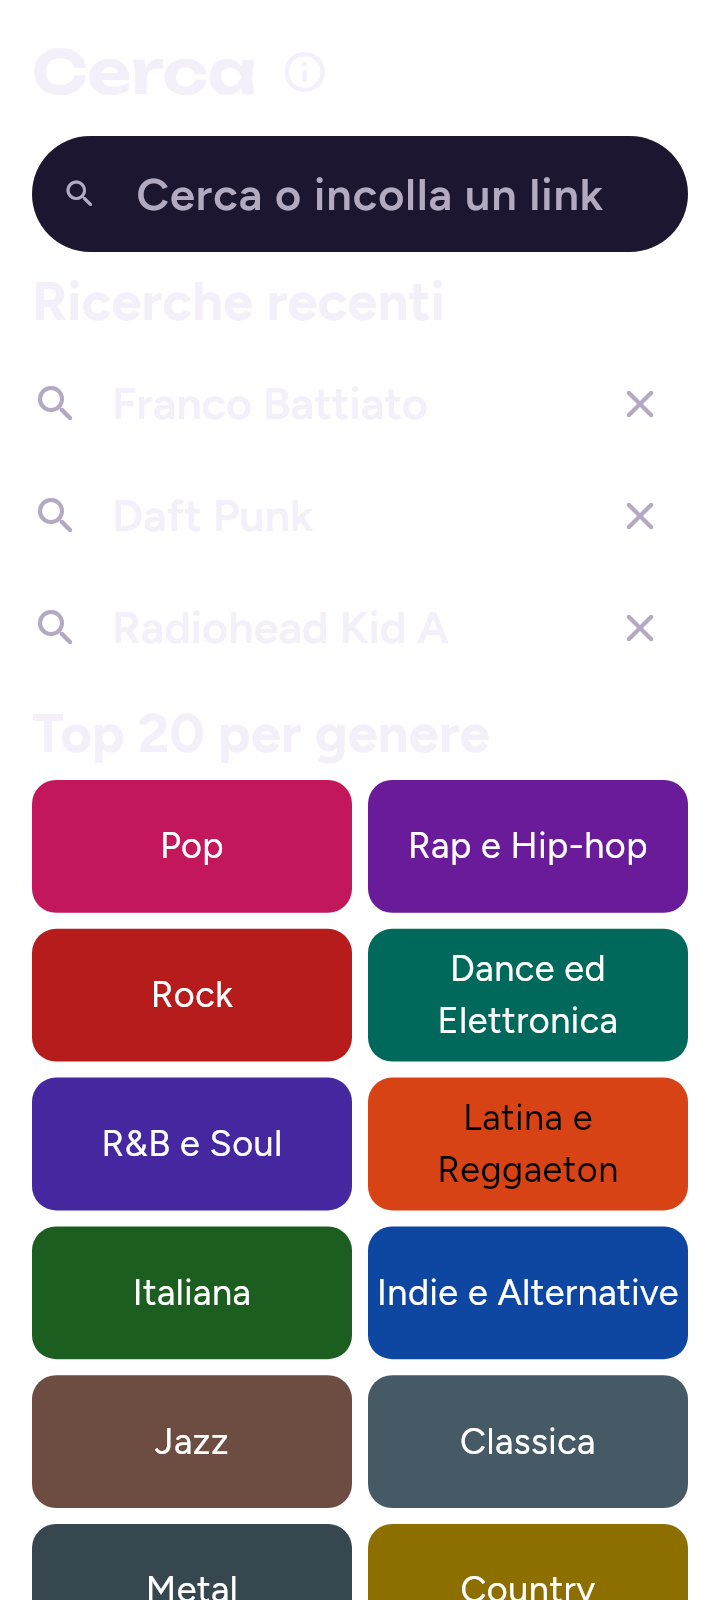 Cerca
Cerca o incolla un link
Ricerche recenti
Franco Battiato
Daft Punk
Radiohead Kid A
Top 20 per genere
Pop
Rap e Hip-hop
Rock
Dance ed
Elettronica
R&B e Soul
Latina e
Reggaeton
Italiana
Indie e Alternative
Jazz
Classica
Metal
Country